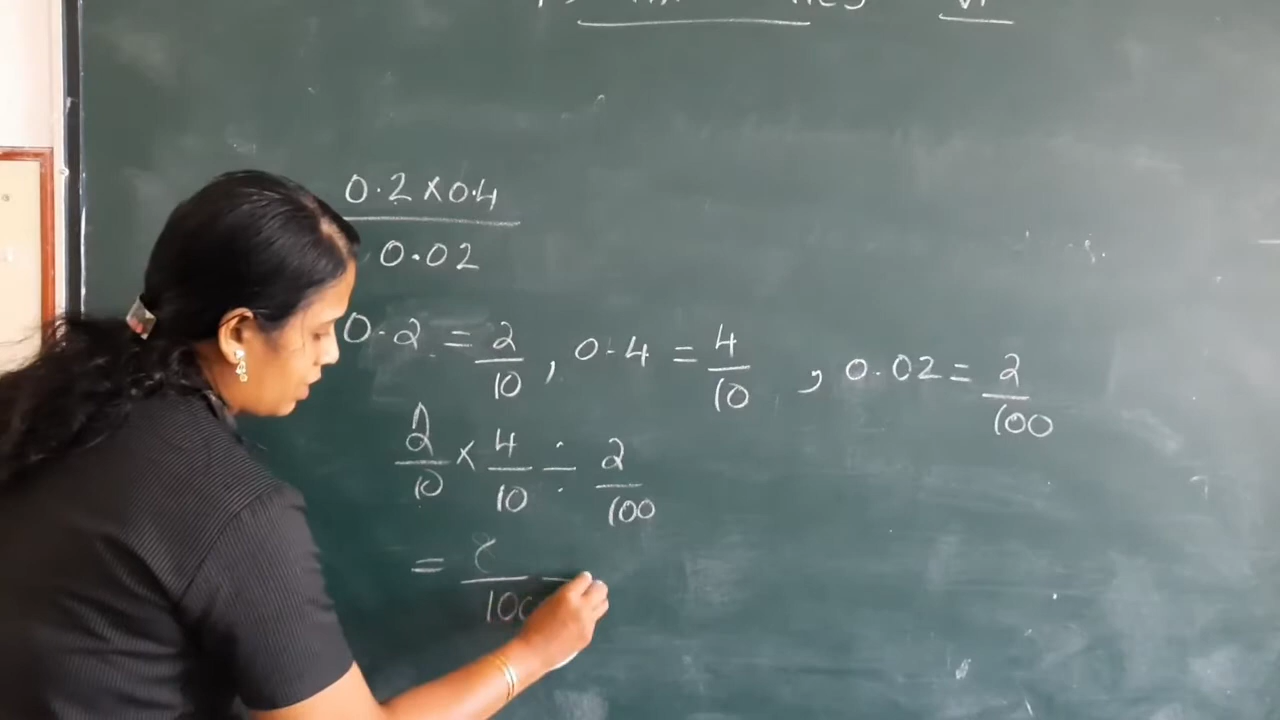 0.2 × 0.4
0.02
0.2 = 2/10 , 0.4 = 4/10 , 0.02 = 2/100
2/10 × 4/10 ÷ 2/100
= 8/100